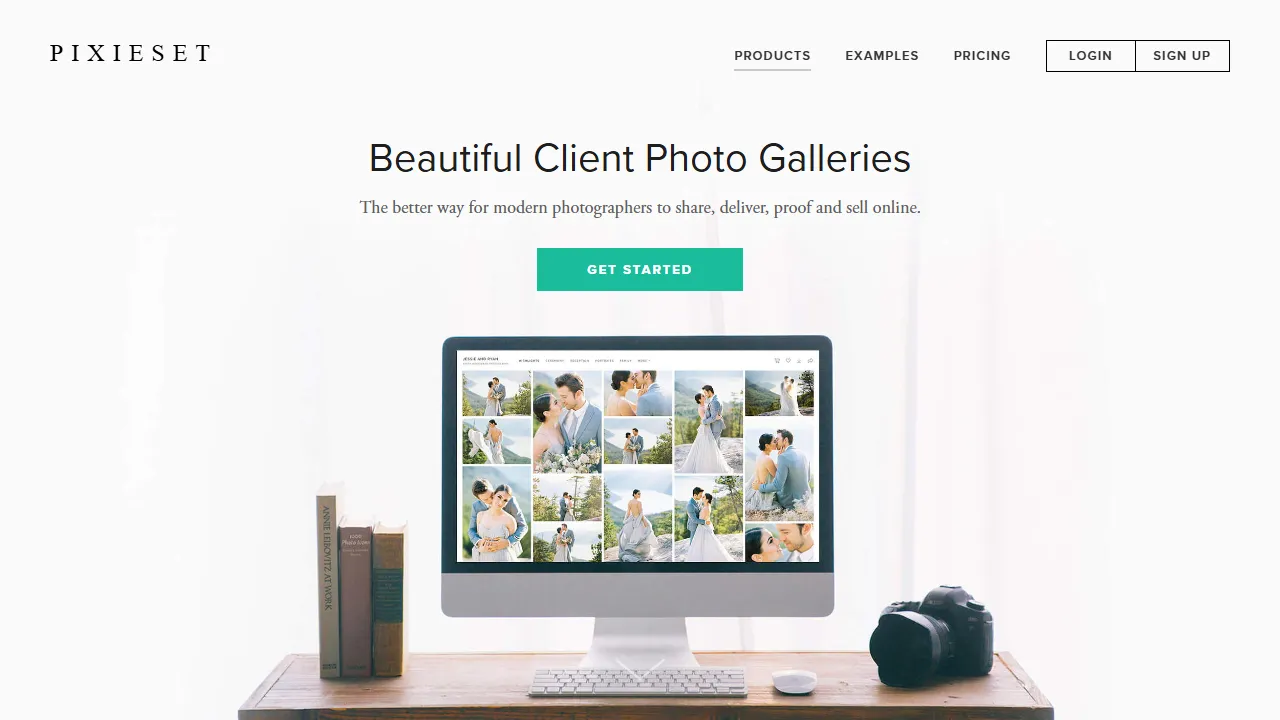 PIXIESET
PRODUCTS EXAMPLES PRICING LOGIN SIGN UP
Beautiful Client Photo Galleries
The better way for modern photographers to share, deliver, proof and sell online.
GET STARTED
JESSIE AND RYAN
ANNIE LEIBOVITZ AT WORK